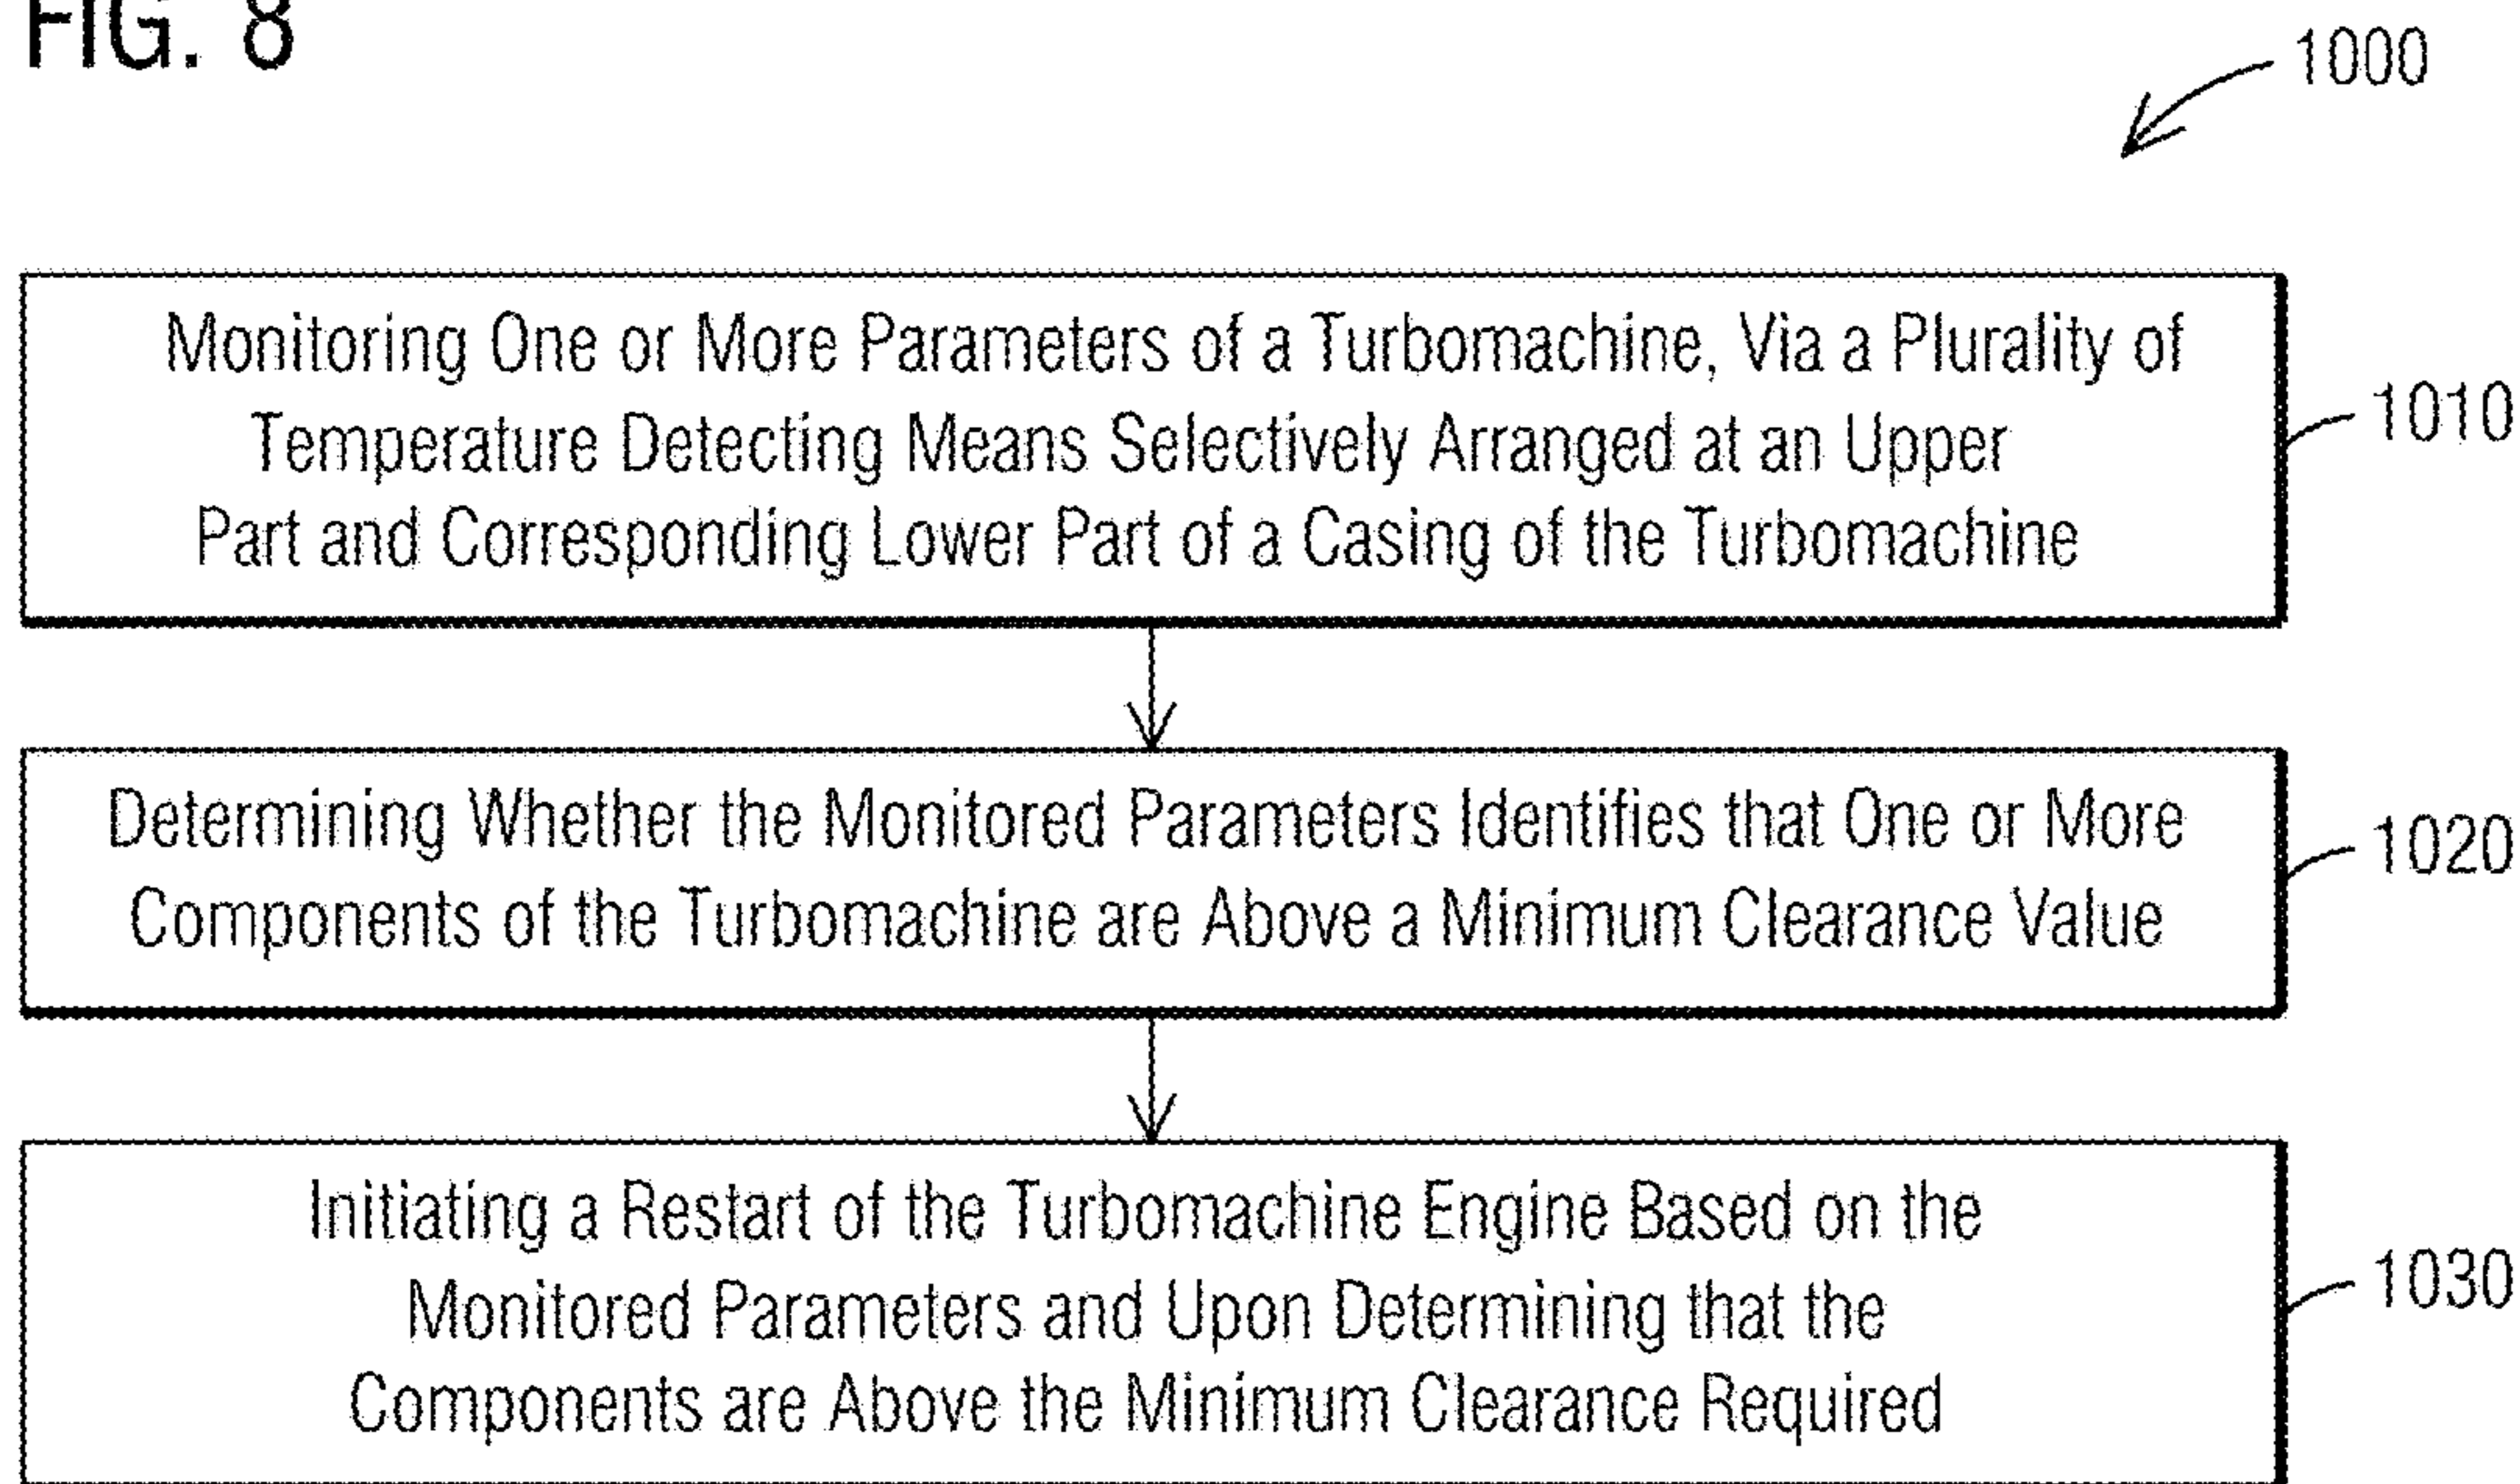 FIG. 8
1000
Monitoring One or More Parameters of a Turbomachine, Via a Plurality of
Temperature Detecting Means Selectively Arranged at an Upper
Part and Corresponding Lower Part of a Casing of the Turbomachine
1010
Determining Whether the Monitored Parameters Identifies that One or More
Components of the Turbomachine are Above a Minimum Clearance Value
1020
Initiating a Restart of the Turbomachine Engine Based on the
Monitored Parameters and Upon Determining that the
Components are Above the Minimum Clearance Required
1030